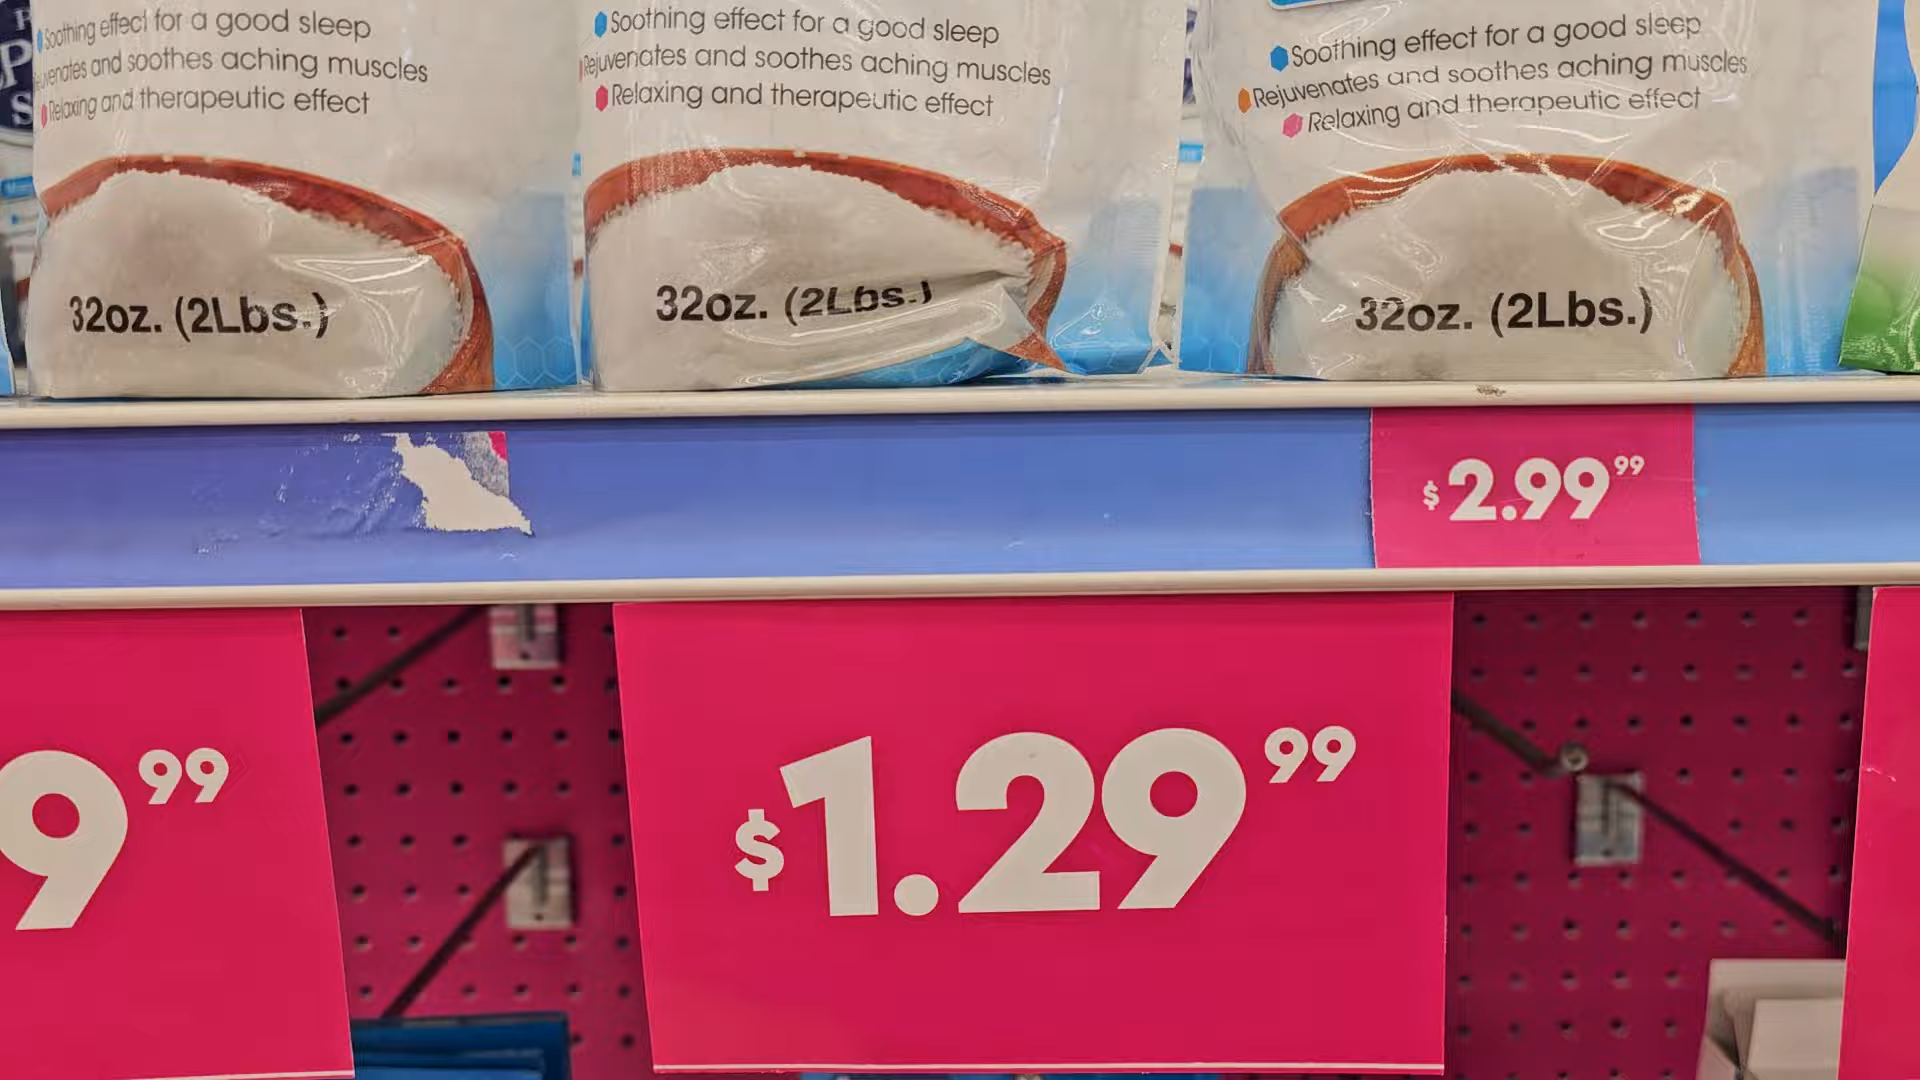 Soothing effect for a good sleep
Rejuvenates and soothes aching muscles
Relaxing and therapeutic effect
32oz. (2Lbs.)
Soothing effect for a good sleep
Rejuvenates and soothes aching muscles
Relaxing and therapeutic effect
32oz. (2Lbs.)
Soothing effect for a good sleep
Rejuvenates and soothes aching muscles
Relaxing and therapeutic effect
32oz. (2Lbs.)
$2.99 99
9 99
$1.29 99